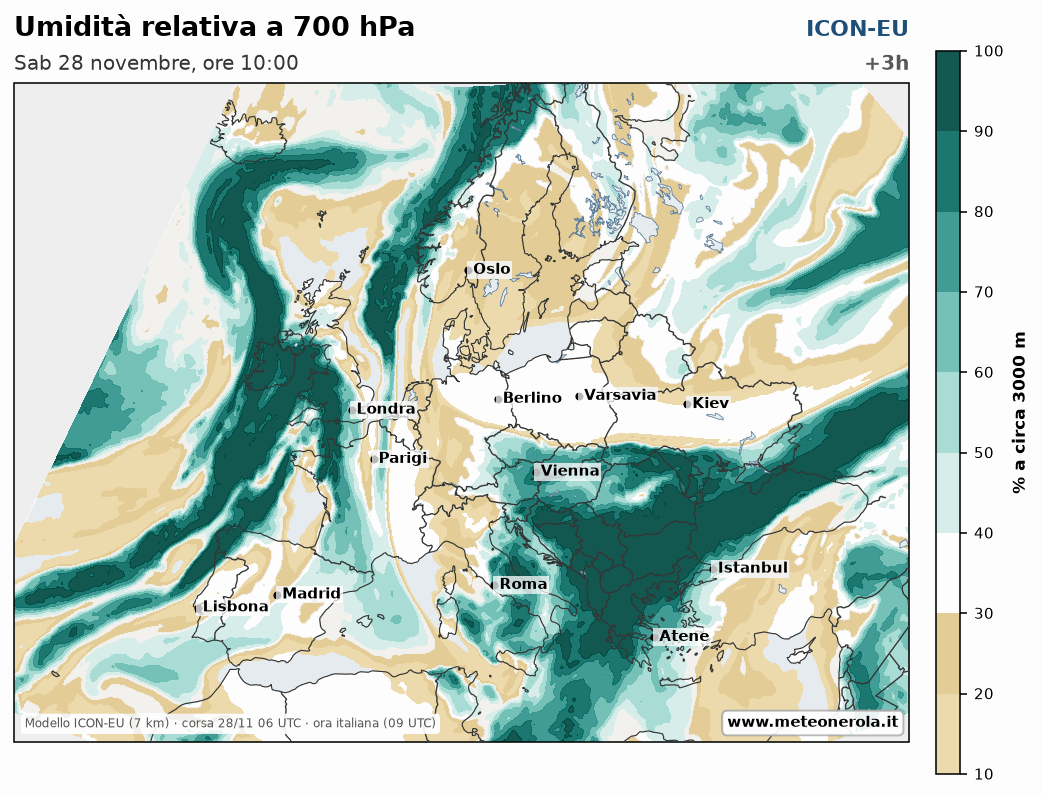 Umidità relativa a 700 hPa
ICON-EU
Sab 28 novembre, ore 10:00
+3h
100
90
80
70
60
50
40
30
20
10
% a circa 3000 m
Oslo
Berlino
Varsavia
Kiev
Londra
Parigi
Vienna
Istanbul
Roma
Madrid
Lisbona
Atene
Modello ICON-EU (7 km) · corsa 28/11 06 UTC · ora italiana (09 UTC)
www.meteonerola.it